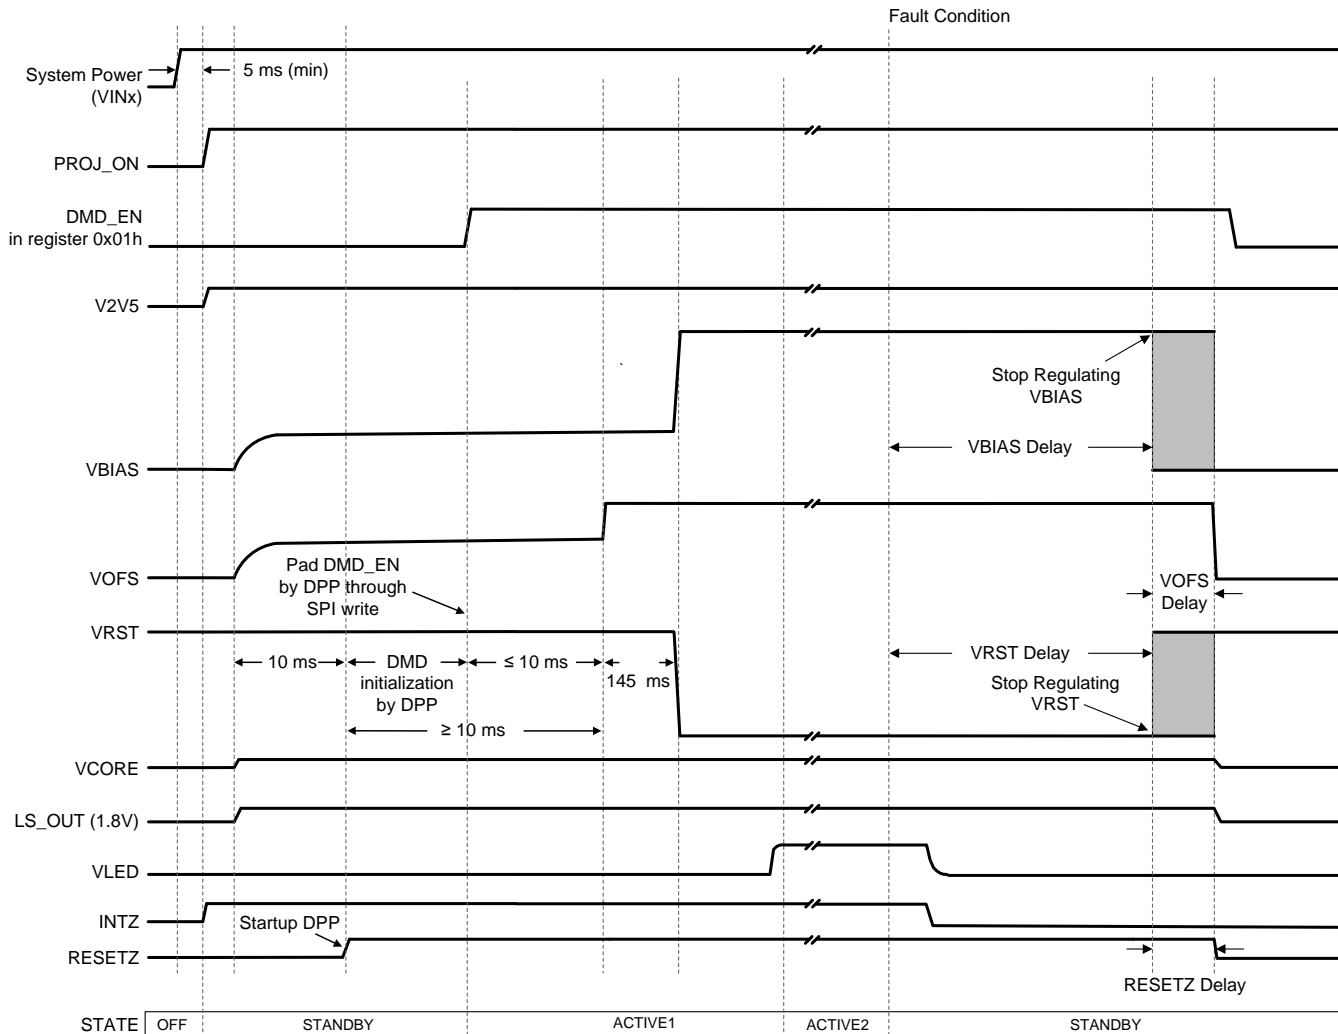 Fault Condition
System Power
(VINx)
5 ms (min)
PROJ_ON
DMD_EN
in register 0x01h
V2V5
Stop Regulating
VBIAS
VBIAS Delay
VBIAS
Pad DMD_EN
by DPP through
SPI write
VOFS
VOFS
Delay
VRST
10 ms
DMD
initialization
by DPP
≤ 10 ms
145 ms
≥ 10 ms
VRST Delay
Stop Regulating
VRST
VCORE
LS_OUT (1.8V)
VLED
INTZ
Startup DPP
RESETZ
RESETZ Delay
STATE
OFF
STANDBY
ACTIVE1
ACTIVE2
STANDBY